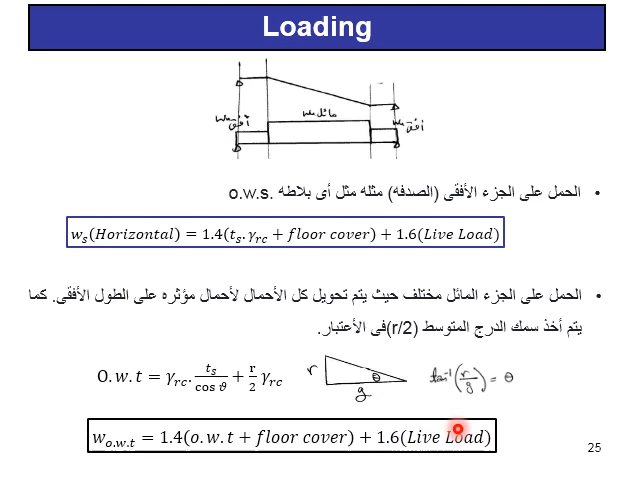 Loading
wu أفقى
wu مائل
wu أفقى
• الحمل على الجزء الأفقى (الصدفه) مثله مثل أى بلاطه .o.w.s
w_s(Horizontal) = 1.4(t_s. γ_rc + floor cover) + 1.6(Live Load)
• الحمل على الجزء المائل مختلف حيث يتم تحويل كل الأحمال لأحمال مؤثره على الطول الأفقى. كما
يتم أخذ سمك الدرج المتوسط (r/2)فى الأعتبار.
O. w. t = γ_rc. t_s/cos ϑ + r/2 γ_rc
r
θ
g
tan⁻¹(r/g) = θ
w_o.w.t = 1.4(o. w. t + floor cover) + 1.6(Live Load)
25